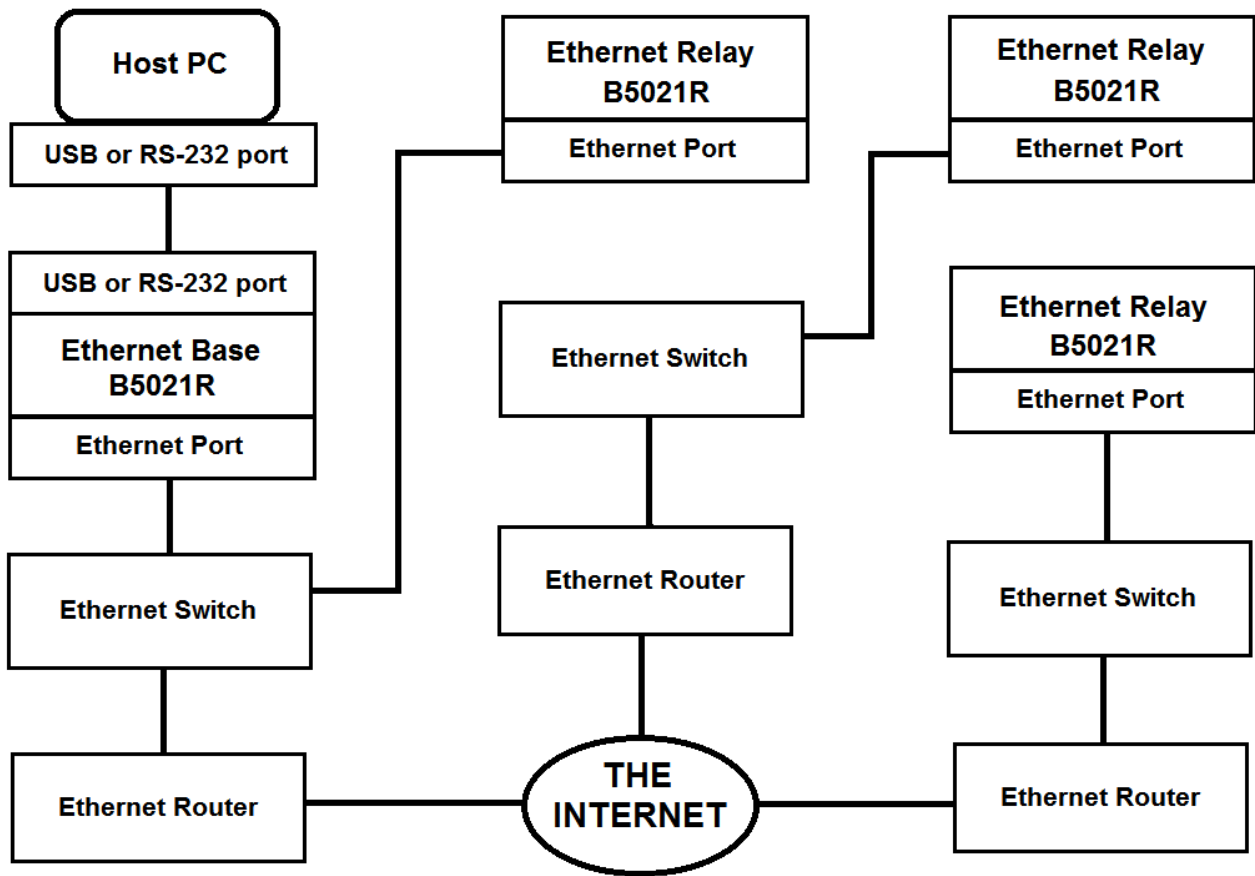 Host PC
USB or RS-232 port
USB or RS-232 port
Ethernet Base
B5021R
Ethernet Port
Ethernet Switch
Ethernet Router
Ethernet Relay
B5021R
Ethernet Port
Ethernet Switch
Ethernet Router
THE
INTERNET
Ethernet Relay
B5021R
Ethernet Port
Ethernet Relay
B5021R
Ethernet Port
Ethernet Switch
Ethernet Router